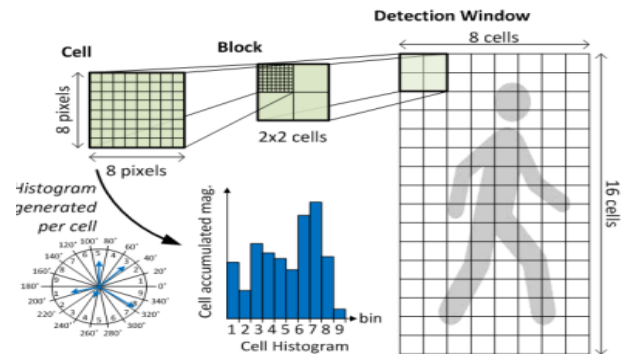 Detection Window
8 cells
Cell
Block
8 pixels
8 pixels
2x2 cells
16 cells
Histogram
generated
per cell
Cell accumulated mag.
bin
1 2 3 4 5 6 7 8 9
Cell Histogram
100° 80°
120° 60°
140° 40°
160° 20°
180° 0°
200° 340°
220° 320°
240° 300°
260° 280°